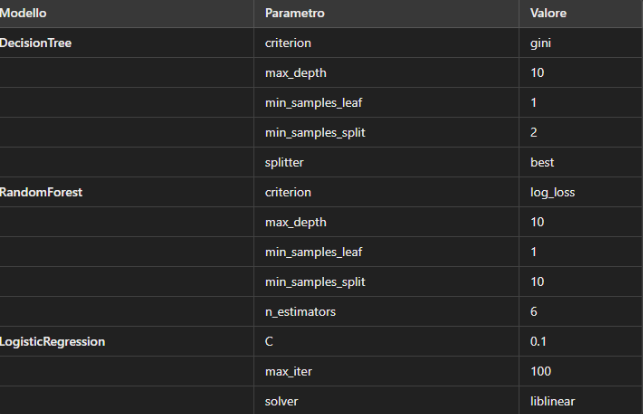 Modello Parametro Valore
DecisionTree criterion gini
max_depth 10
min_samples_leaf 1
min_samples_split 2
splitter best
RandomForest criterion log_loss
max_depth 10
min_samples_leaf 1
min_samples_split 10
n_estimators 6
LogisticRegression C 0.1
max_iter 100
solver liblinear